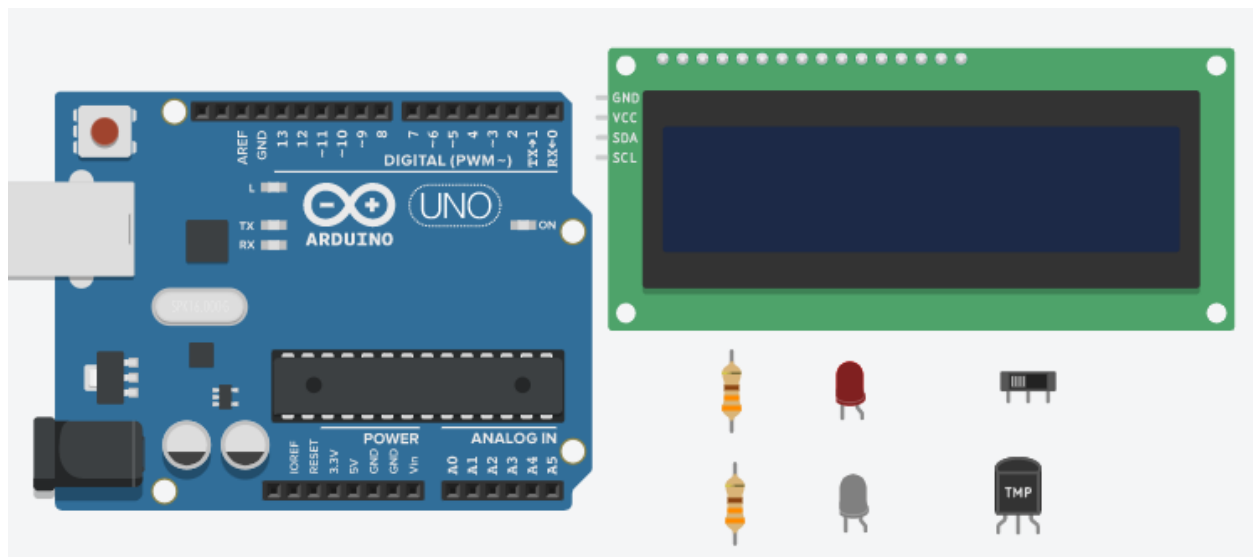 AREF
GND
13
12
~11
~10
~9
8
7
~6
~5
4
~3
2
TX→1
RX←0
DIGITAL (PWM~)
L
TX
RX
ARDUINO
UNO
ON
POWER
ANALOG IN
IOREF
RESET
3.3V
5V
GND
GND
Vin
A0
A1
A2
A3
A4
A5
GND
VCC
SDA
SCL
TMP